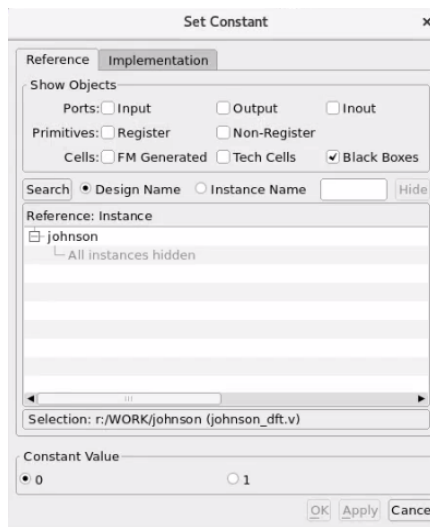 Set Constant x
Reference Implementation
Show Objects
Ports: Input Output Inout
Primitives: Register Non-Register
Cells: FM Generated Tech Cells Black Boxes
Search Design Name Instance Name Hide
Reference: Instance
johnson
All instances hidden
Selection: r:/WORK/johnson (johnson_dft.v)
Constant Value
0 1
OK Apply Cance